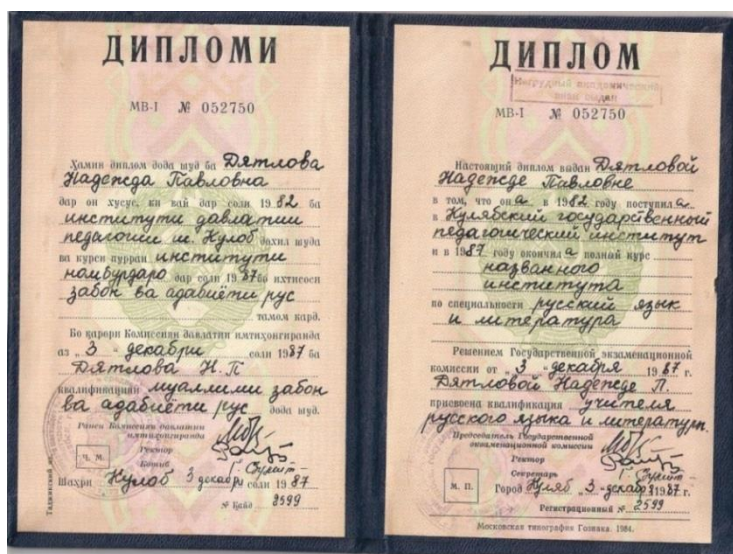 ДИПЛОМИ
МВ-I № 052750
Ҳамин диплом дода шуд ба Дятлова
Надежда Павловна
дар он хусус, ки вай дар соли 1982 ба
институти давлатии
педагогии ш. Кулоб дохил шуда
ва курси пурраи институти
номбурдаро дар соли 1987 бо ихтисоси
забон ва адабиёти рус
тамом кард.
Бо қарори Комиссияи давлатии имтиҳонгиранда
аз „3" декабри соли 1987 ба
Дятлова Н.П
квалификацияи муаллими забон
ва адабиёти рус дода шуд.
Раиси Комиссияи давлатии
имтиҳонгиранда
Ректор
Котиб
Ҷ. М.
Шаҳри Кулоб 3 декабри соли 1987
№ Қайд 2599
ДИПЛОМ
Нагрудный академический
знак выдан
МВ-I № 052750
Настоящий диплом выдан Дятловой
Надежде Павловне
в том, что она в 1982 году поступила
в Кулябский государственный
педагогический институт
и в 1987 году окончила полный курс
названного
института
по специальности русский язык
и литература
Решением Государственной экзаменационной
комиссии от „3" декабря 1987 г.
Дятловой Надежде П.
присвоена квалификация учителя
русского языка и литературы.
Председатель Государственной
экзаменационной комиссии
Ректор
Секретарь
М. П.
Город Куляб „3" декабря 1987 г.
Регистрационный № 2599
Московская типография Гознака. 1984.